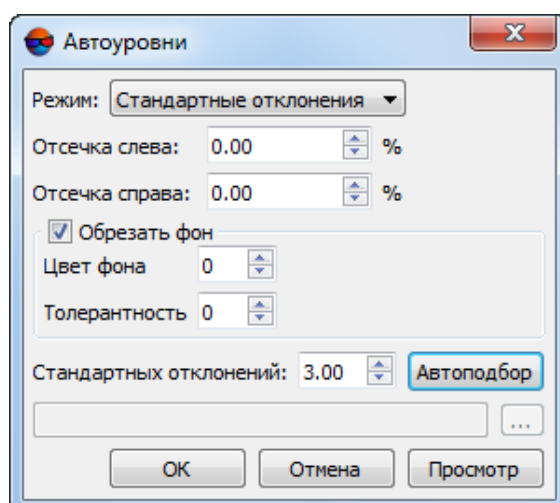 Автоуровни
Режим: Стандартные отклонения
Отсечка слева: 0.00 %
Отсечка справа: 0.00 %
Обрезать фон
Цвет фона 0
Толерантность 0
Стандартных отклонений: 3.00 Автоподбор
...
ОК Отмена Просмотр